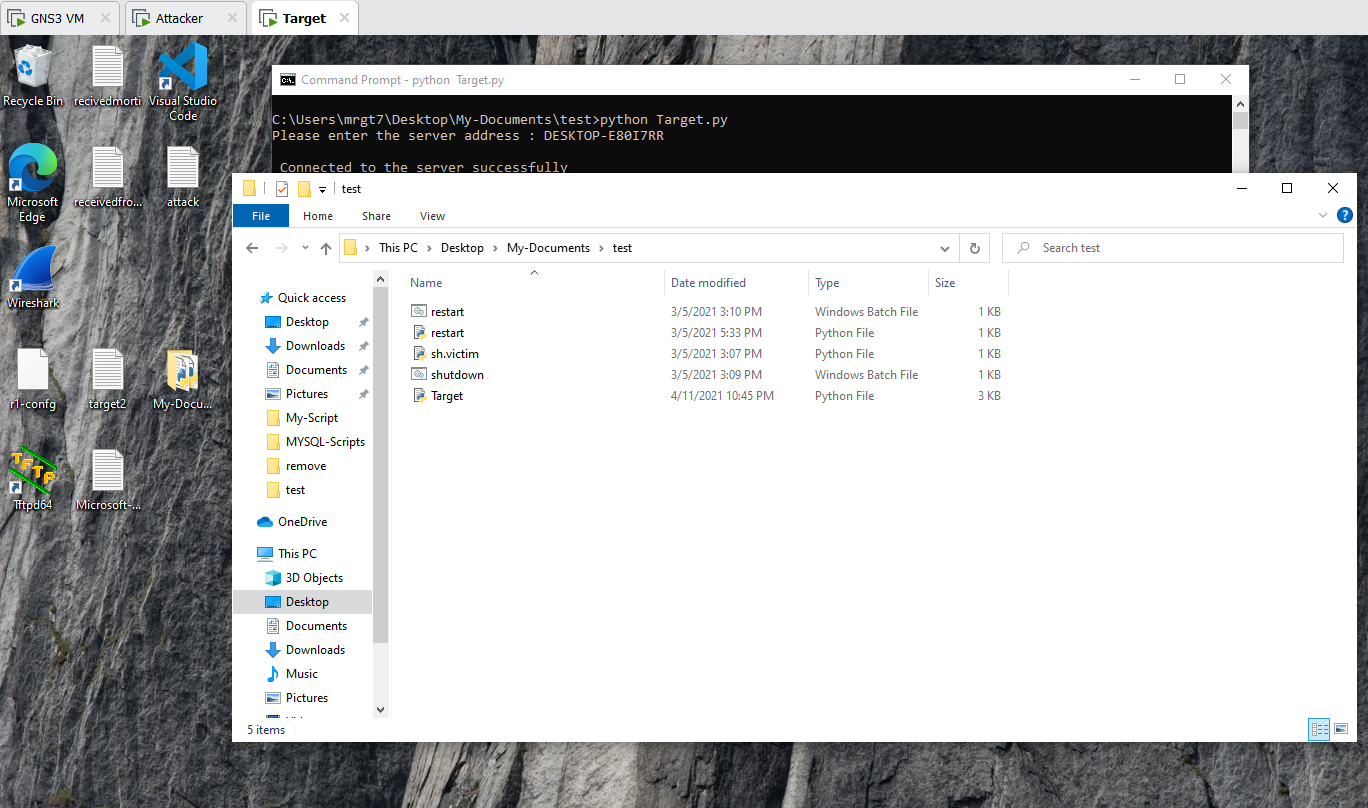 GNS3 VM
Attacker
Target
Recycle Bin
recivedmorti
Visual Studio
Code
Microsoft
Edge
receivedfro...
attack
Wireshark
r1-confg
target2
My-Docu...
Tftpd64
Microsoft-...
Command Prompt - python Target.py
C:\Users\mrgt7\Desktop\My-Documents\test>python Target.py
Please enter the server address : DESKTOP-E80I7RR
Connected to the server successfully
test
File Home Share View
This PC > Desktop > My-Documents > test
Search test
Quick access
Desktop
Downloads
Documents
Pictures
My-Script
MYSQL-Scripts
remove
test
OneDrive
This PC
3D Objects
Desktop
Documents
Downloads
Music
Pictures
Name Date modified Type Size
restart 3/5/2021 3:10 PM Windows Batch File 1 KB
restart 3/5/2021 5:33 PM Python File 1 KB
sh.victim 3/5/2021 3:07 PM Python File 1 KB
shutdown 3/5/2021 3:09 PM Windows Batch File 1 KB
Target 4/11/2021 10:45 PM Python File 3 KB
5 items